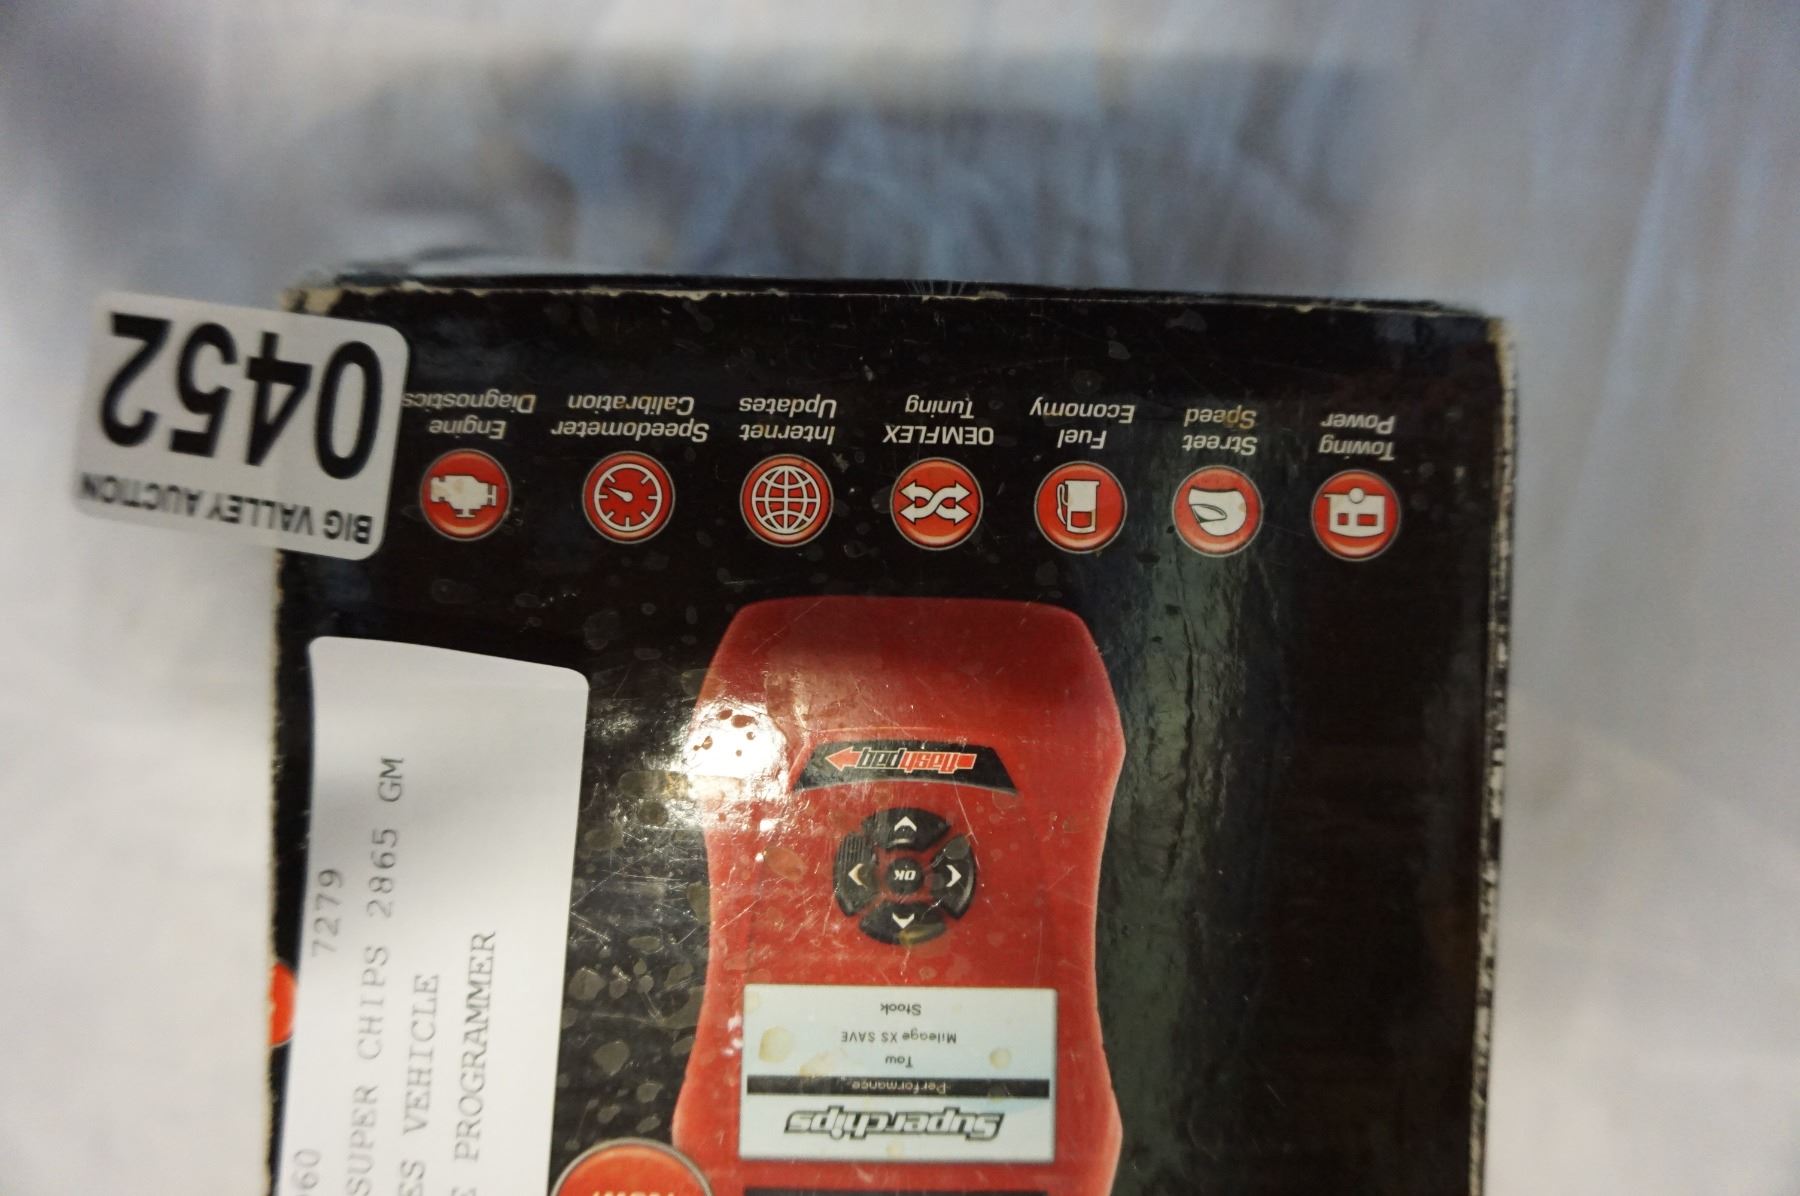 BIG VALLEY AUCTION
0452
NEW!
Superchips
Performance
Tow
Mileage XS SAVE
Stock
OK
flashpaq
Towing
Power
Street
Speed
Fuel
Economy
OEMFLEX
Tuning
Internet
Updates
Speedometer
Calibration
Engine
Diagnostics
7279
SUPER CHIPS 2865 GM
VEHICLE
PROGRAMMER